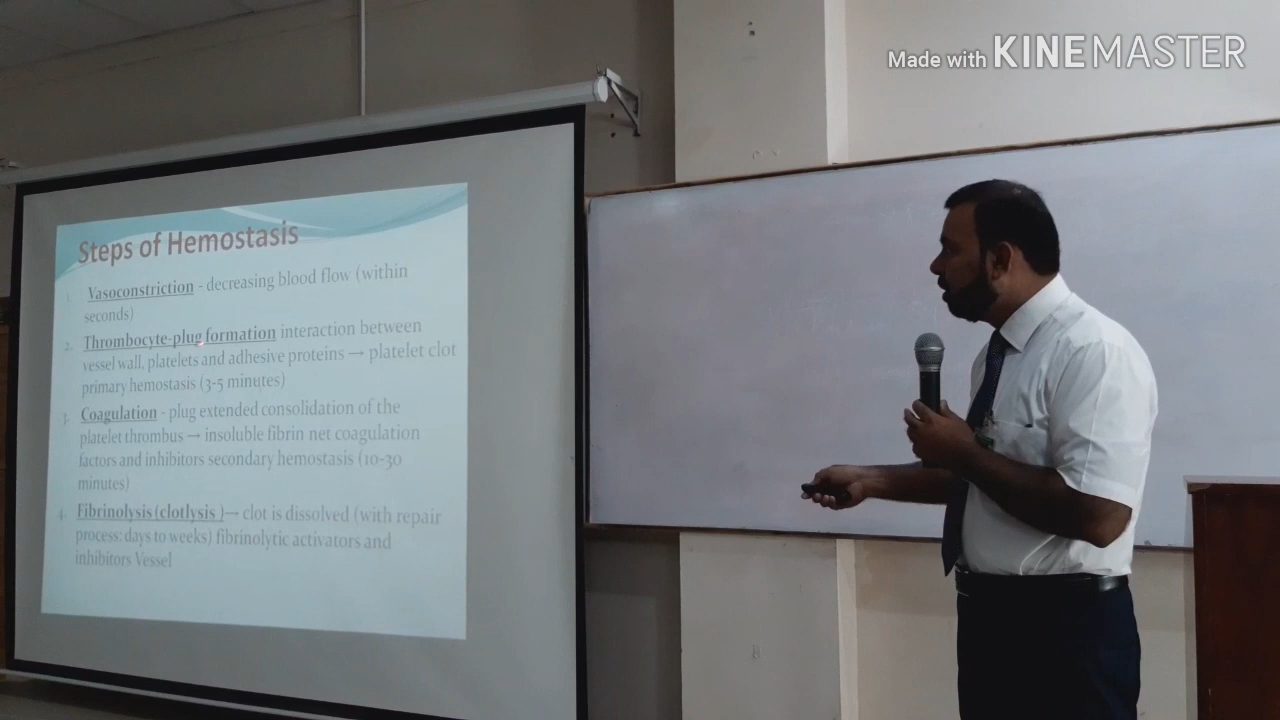 Made with KINEMASTER
Steps of Hemostasis
1. Vasoconstriction - decreasing blood flow (within
seconds)
2. Thrombocyte-plug formation interaction between
vessel wall, platelets and adhesive proteins → platelet clot
primary hemostasis (3-5 minutes)
3. Coagulation - plug extended consolidation of the
platelet thrombus → insoluble fibrin net coagulation
factors and inhibitors secondary hemostasis (10-30
minutes)
4. Fibrinolysis (clotlysis )→ clot is dissolved (with repair
process: days to weeks) fibrinolytic activators and
inhibitors Vessel